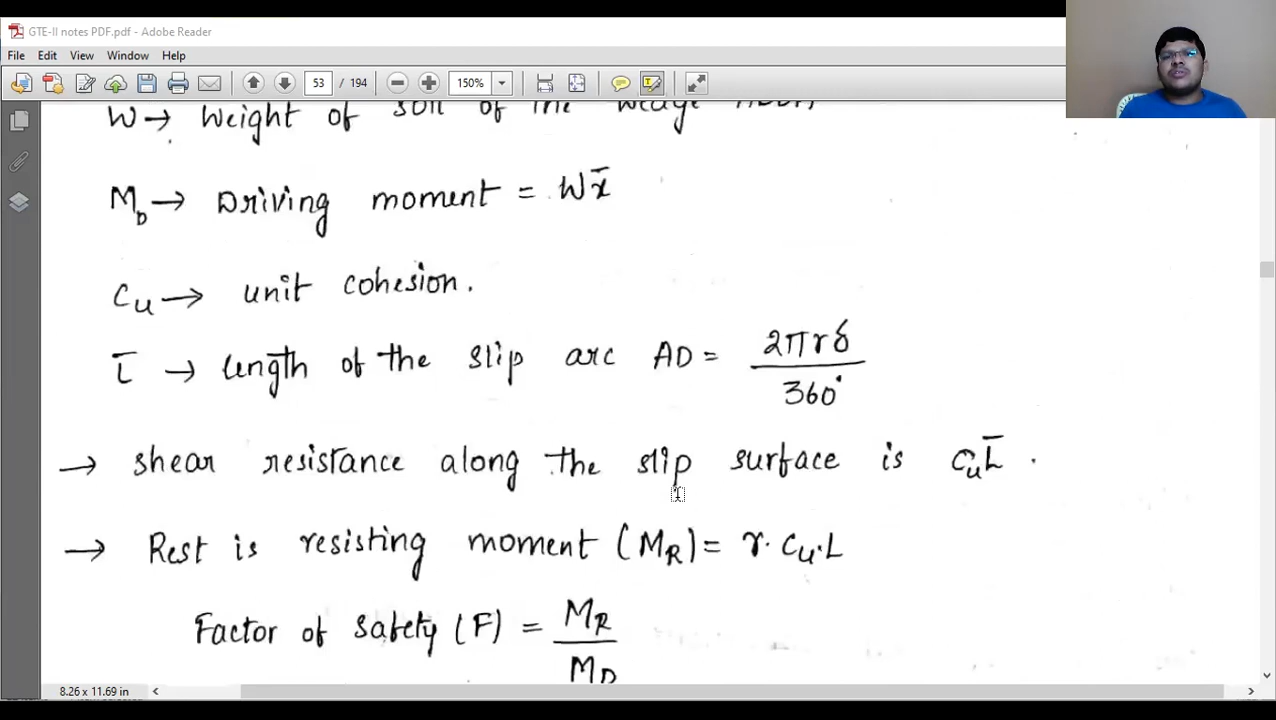 GTE-II notes PDF.pdf - Adobe Reader
File Edit View Window Help
53 / 194 150%
W → Weight of soil of the wedge
M_D → Driving moment = Wx̄
C_u → unit cohesion.
L̄ → length of the slip arc AD = 2πrδ / 360°
→ shear resistance along the slip surface is C_u L̄ .
→ Rest is resisting moment (M_R) = r. C_u. L
Factor of safety (F) = M_R / M_D
8.26 x 11.69 in